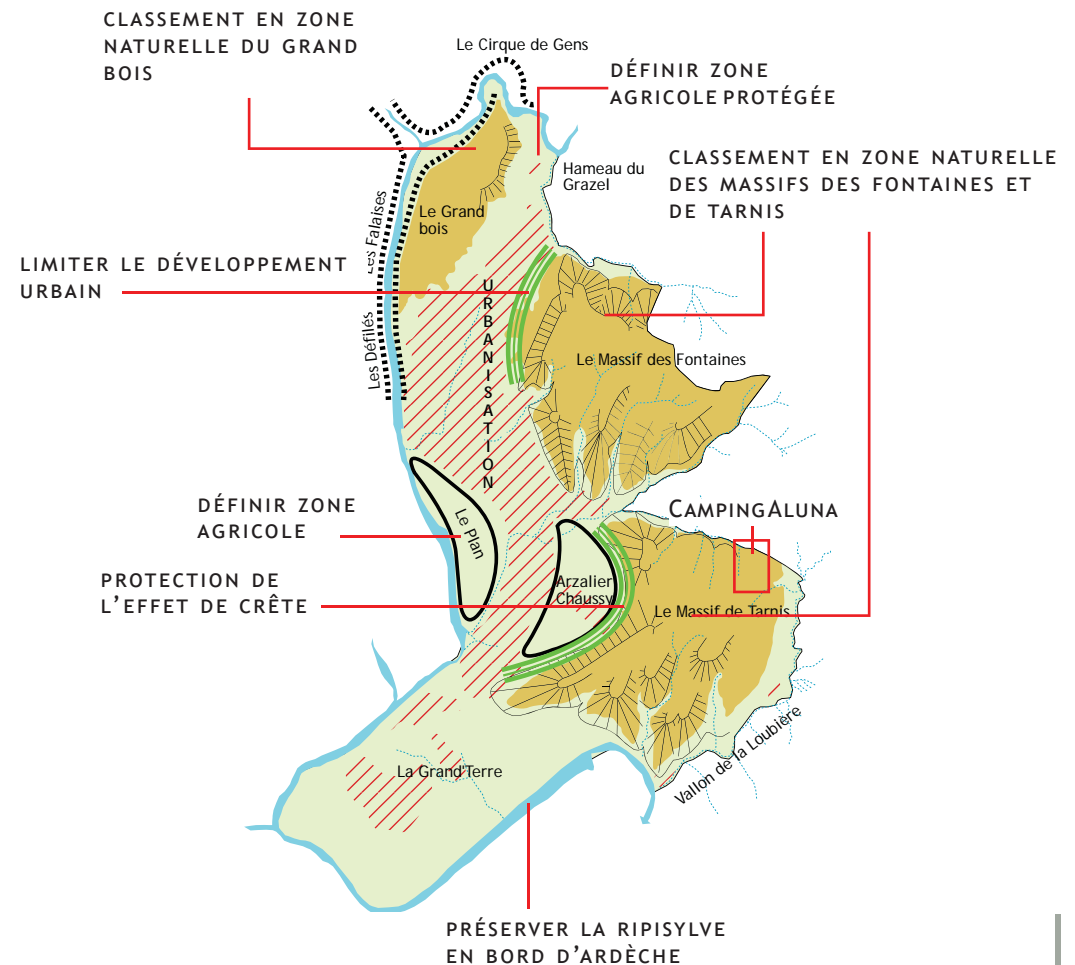 CLASSEMENT EN ZONE
NATURELLE DU GRAND
BOIS
Le Cirque de Gens
DÉFINIR ZONE
AGRICOLE PROTÉGÉE
Hameau du
Grazel
CLASSEMENT EN ZONE NATURELLE
DES MASSIFS DES FONTAINES ET
DE TARNIS
Les Falaises
Le Grand
bois
LIMITER LE DÉVELOPPEMENT
URBAIN
URBANISATION
Les Défilés
Le Massif des Fontaines
DÉFINIR ZONE
AGRICOLE
Le Plan
CAMPING ALUNA
PROTECTION DE
L'EFFET DE CRÊTE
Arzalier
Chaussy
Le Massif de Tarnis
Vallon de la Loubière
La Grand'Terre
PRÉSERVER LA RIPISYLVE
EN BORD D'ARDÈCHE